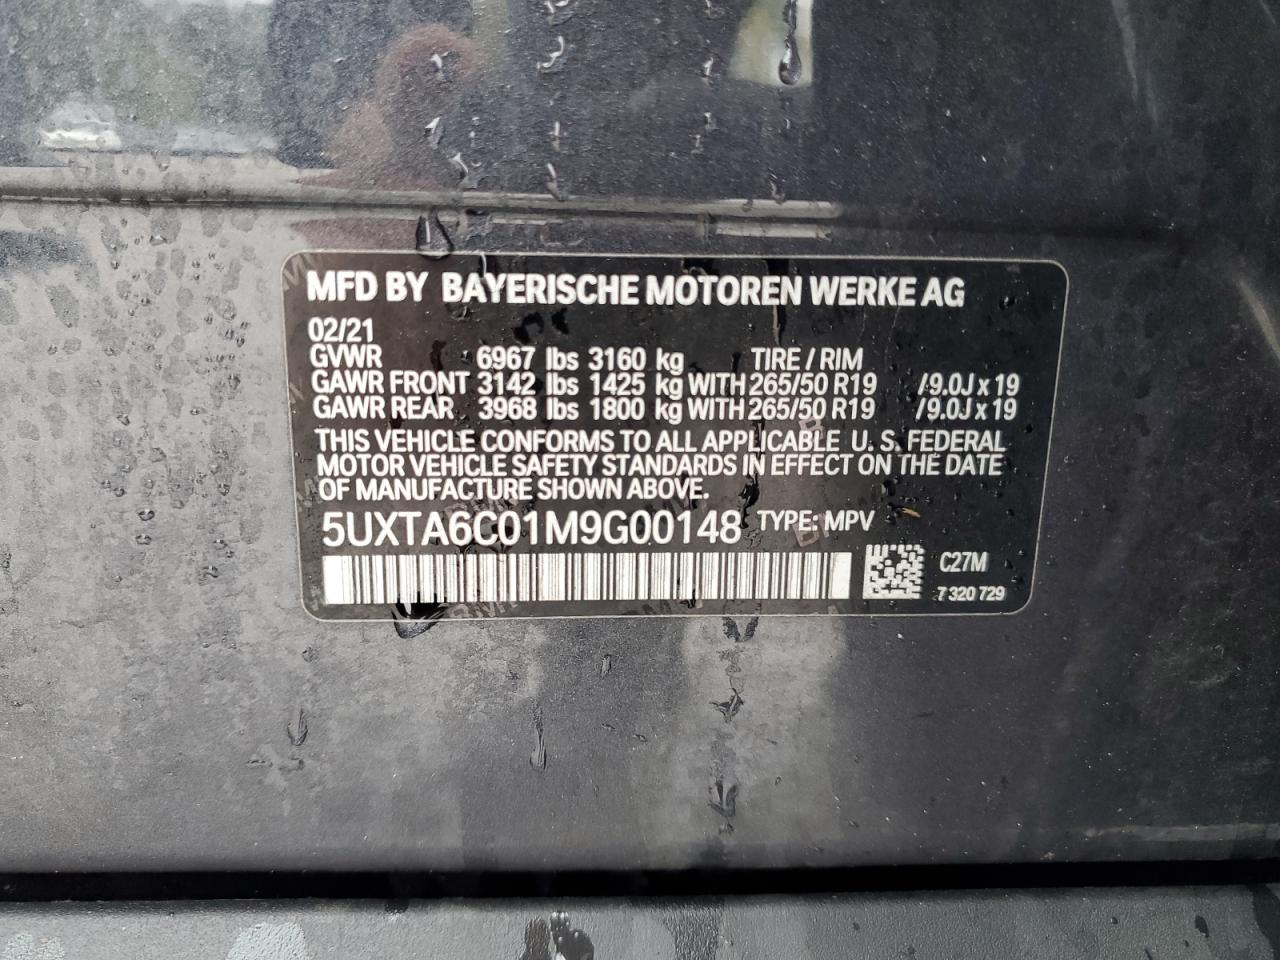 MFD BY BAYERISCHE MOTOREN WERKE AG
02/21
GVWR 6967 lbs 3160 kg TIRE / RIM
GAWR FRONT 3142 lbs 1425 kg WITH 265/50 R19 /9.0J x 19
GAWR REAR 3968 lbs 1800 kg WITH 265/50 R19 /9.0J x 19
THIS VEHICLE CONFORMS TO ALL APPLICABLE U. S. FEDERAL
MOTOR VEHICLE SAFETY STANDARDS IN EFFECT ON THE DATE
OF MANUFACTURE SHOWN ABOVE.
5UXTA6C01M9G00148 TYPE: MPV
C27M
7 320 729